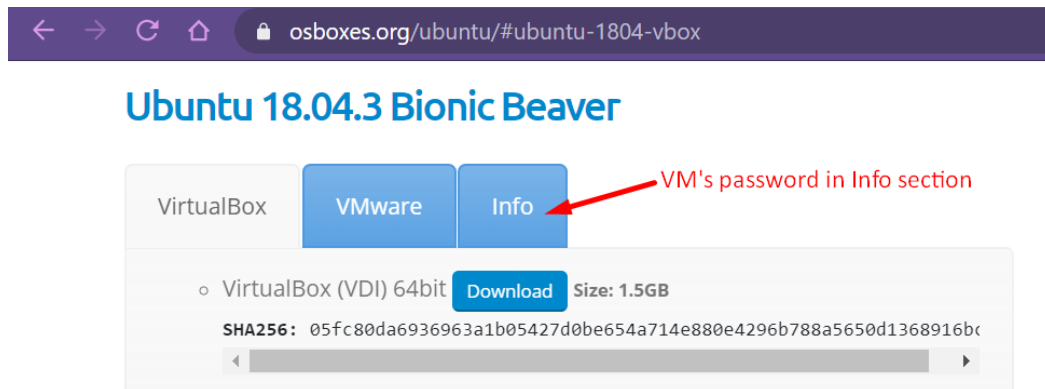 osboxes.org/ubuntu/#ubuntu-1804-vbox
Ubuntu 18.04.3 Bionic Beaver
VirtualBox VMware Info VM's password in Info section
VirtualBox (VDI) 64bit Download Size: 1.5GB
SHA256: 05fc80da6936963a1b05427d0be654a714e880e4296b788a5650d1368916b